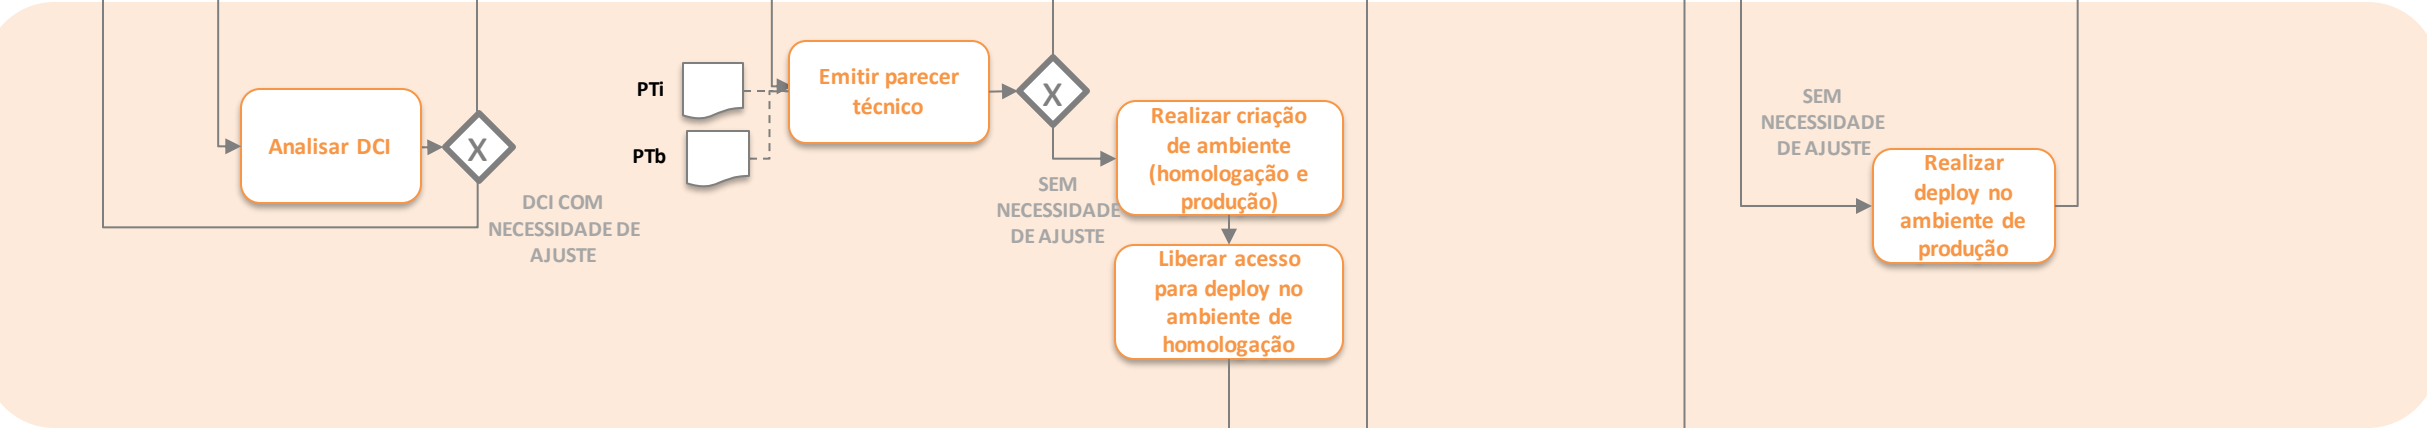 Analisar DCI
X
DCI COM
NECESSIDADE DE
AJUSTE
PTi
PTb
Emitir parecer
técnico
X
SEM
NECESSIDADE
DE AJUSTE
Realizar criação
de ambiente
(homologação e
produção)
Liberar acesso
para deploy no
ambiente de
homologação
SEM
NECESSIDADE
DE AJUSTE
Realizar
deploy no
ambiente de
produção